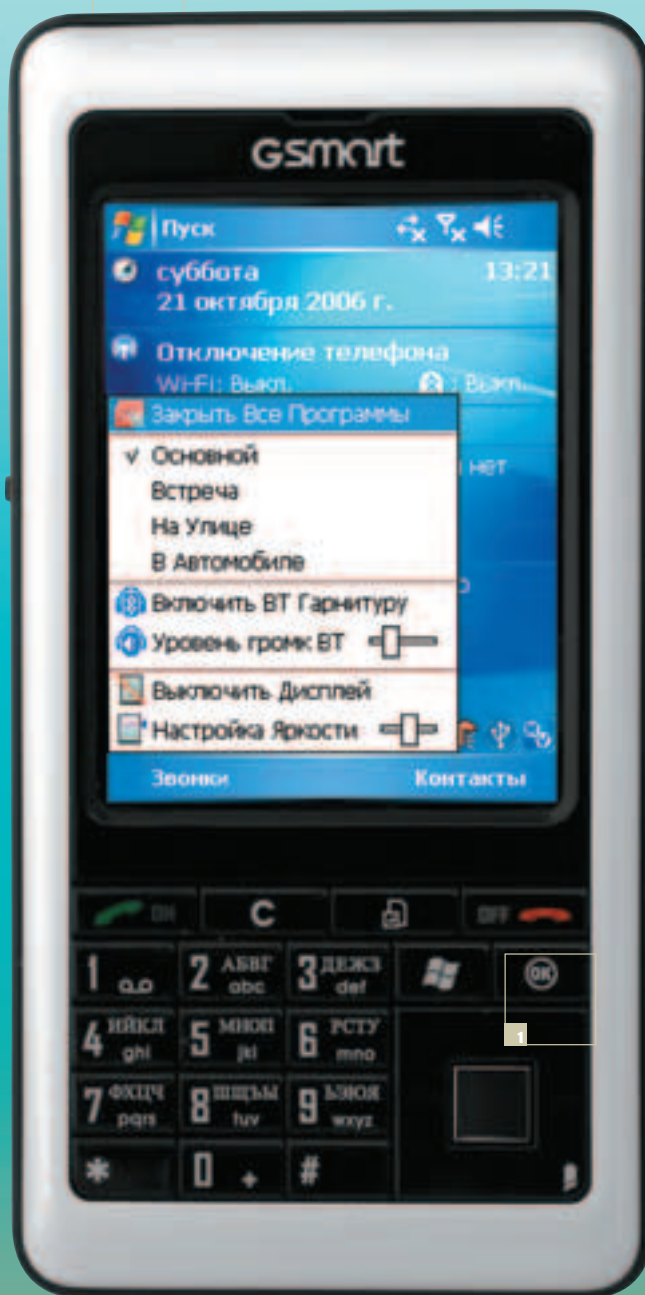 GSMART
Пуск
суббота 13:21
21 октября 2006 г.
Отключение телефона
Wi-Fi: Выкл. : Выкл.
Закрыть Все Программы
√ Основной
нет
Встреча
На Улице
В Автомобиле
Включить BT Гарнитуру
Уровень громк BT
Выключить Дисплей
Настройка Яркости
Звонки Контакты
ON C OFF
1 2 АБВГ abc 3 ДЕЖЗ def OK
1
4 ИЙКЛ ghi 5 МНОП jkl 6 РСТУ mno
7 ФХЦЧ pqrs 8 ШЩЪЫ tuv 9 ЬЭЮЯ wxyz
* 0 + #